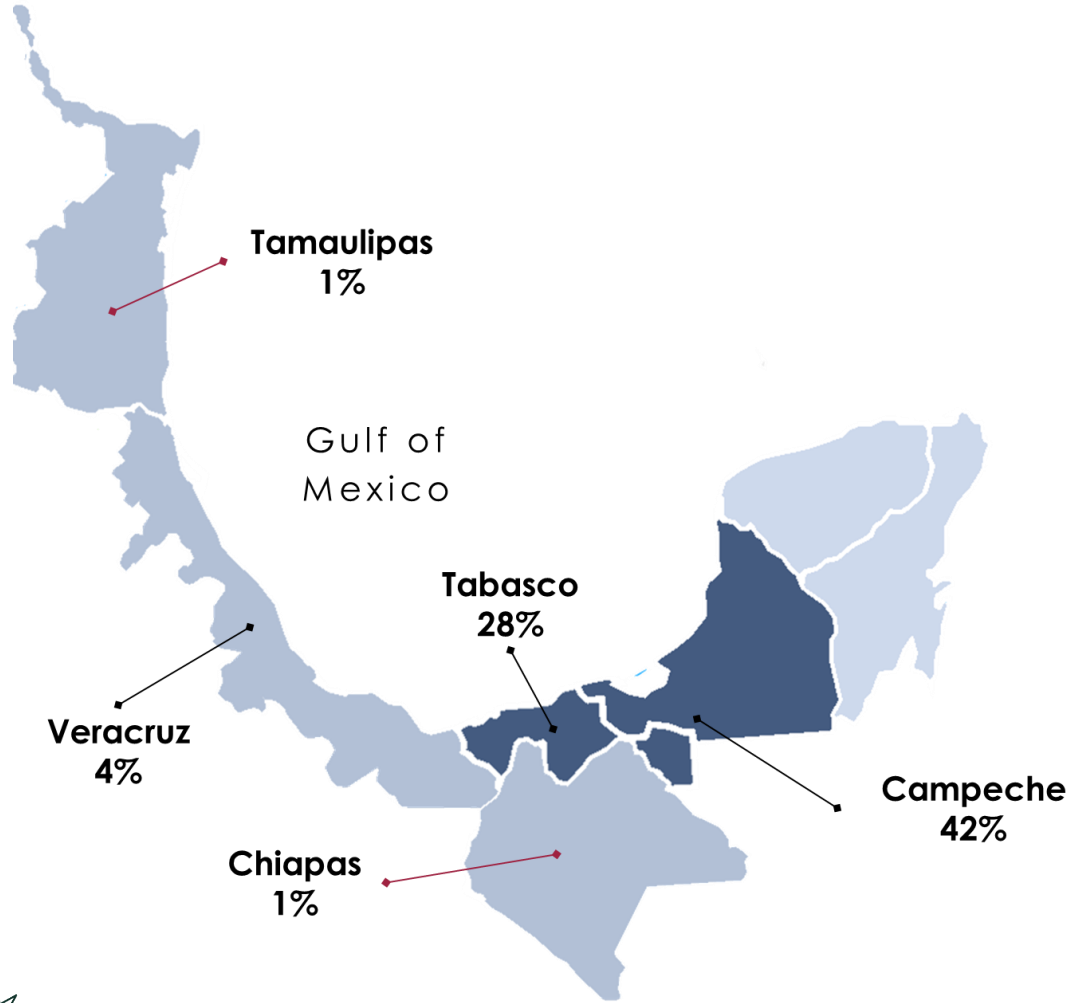 Tamaulipas
1%
Gulf of
Mexico
Tabasco
28%
Veracruz
4%
Campeche
42%
Chiapas
1%